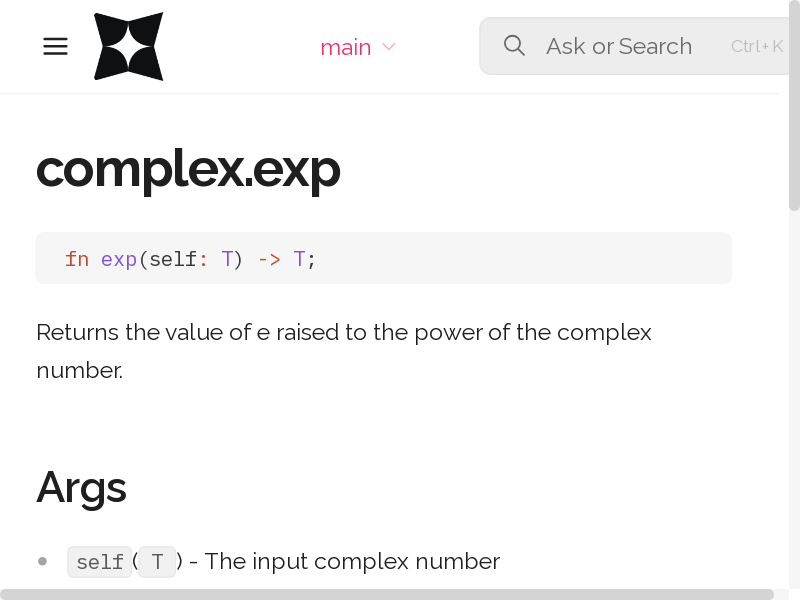 main
Ask or Search
Ctrl+K
complex.exp
fn exp(self: T) -> T;
Returns the value of e raised to the power of the complex
number.
Args
self(T) - The input complex number